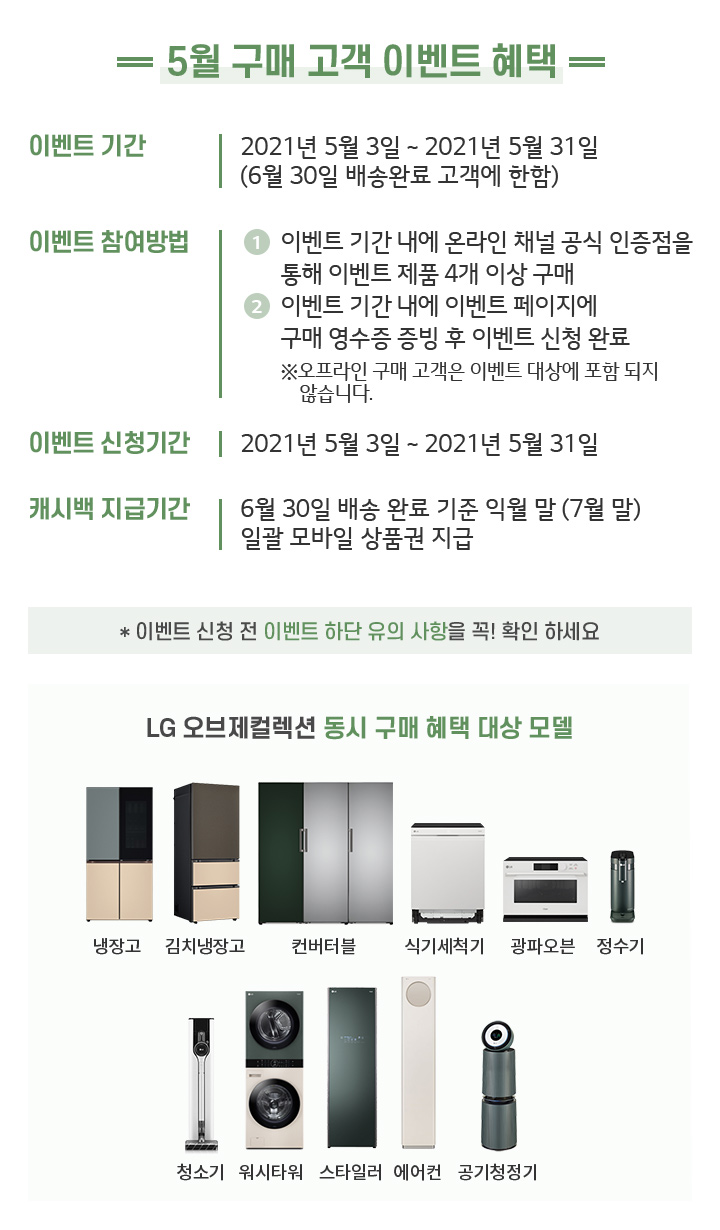 5월 구매 고객 이벤트 혜택
이벤트 기간
2021년 5월 3일 ~ 2021년 5월 31일
(6월 30일 배송완료 고객에 한함)
이벤트 참여방법
1 이벤트 기간 내에 온라인 채널 공식 인증점을
통해 이벤트 제품 4개 이상 구매
2 이벤트 기간 내에 이벤트 페이지에
구매 영수증 증빙 후 이벤트 신청 완료
※오프라인 구매 고객은 이벤트 대상에 포함 되지
않습니다.
이벤트 신청기간
2021년 5월 3일 ~ 2021년 5월 31일
캐시백 지급기간
6월 30일 배송 완료 기준 익월 말 (7월 말)
일괄 모바일 상품권 지급
* 이벤트 신청 전 이벤트 하단 유의 사항을 꼭! 확인 하세요
LG 오브제컬렉션 동시 구매 혜택 대상 모델
냉장고 김치냉장고 컨버터블 식기세척기 광파오븐 정수기
청소기 워시타워 스타일러 에어컨 공기청정기